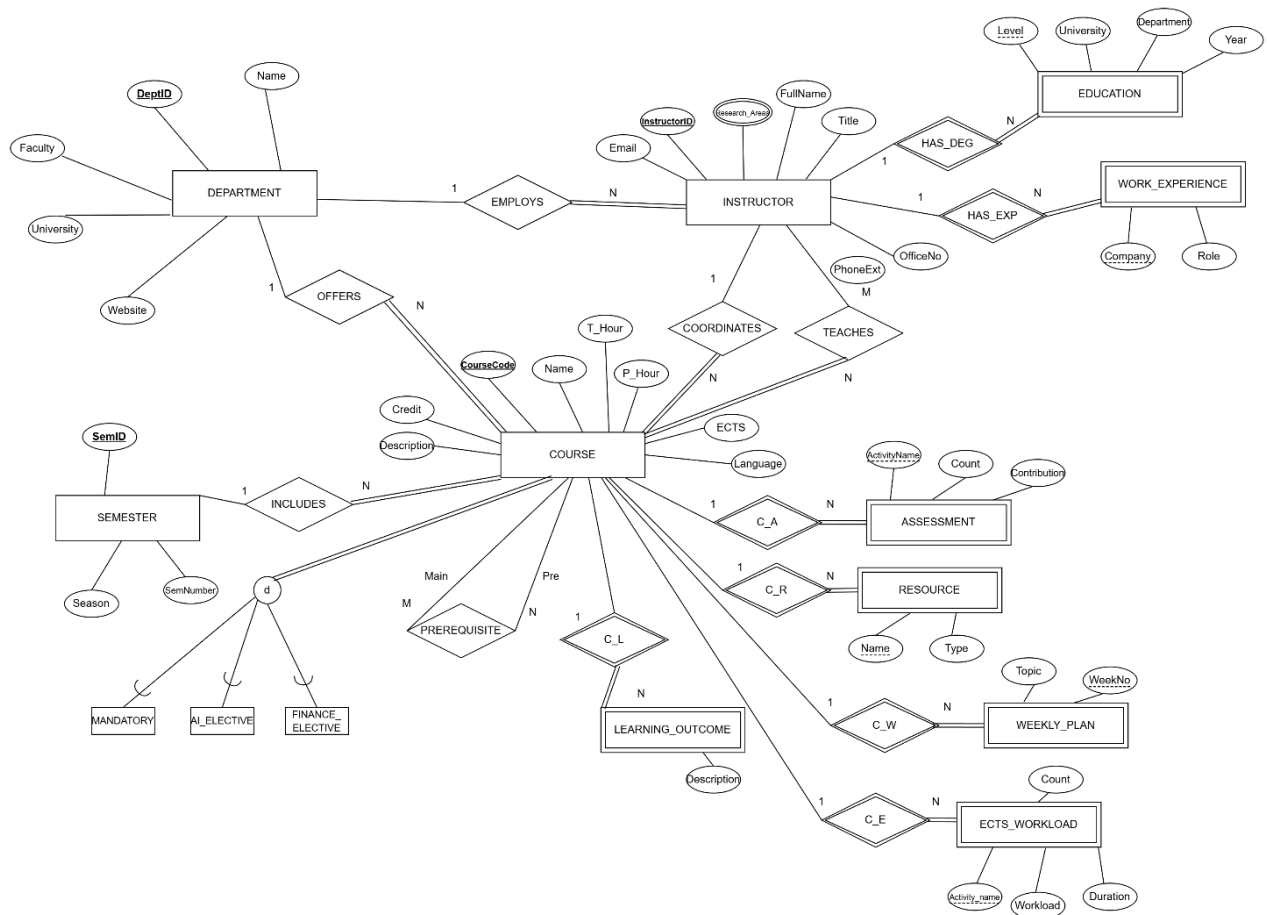 Level
University
Department
Year
EDUCATION
Name
DeptID
FullName
Research_Areas
InstructorID
Title
Email
Faculty
N
HAS_DEG
1
DEPARTMENT
1
EMPLOYS
N
INSTRUCTOR
1
HAS_EXP
N
WORK_EXPERIENCE
University
OfficeNo
Company
Role
PhoneExt
Website
1
OFFERS
N
1
M
COORDINATES
TEACHES
T_Hour
CourseCode
Name
P_Hour
N
N
Credit
Description
ECTS
Language
COURSE
SemID
ActivityName
Count
Contribution
1
INCLUDES
N
SEMESTER
1
C_A
N
ASSESSMENT
Season
SemNumber
d
Main
Pre
M
N
PREREQUISITE
1
C_R
N
RESOURCE
Name
Type
1
C_L
N
LEARNING_OUTCOME
Description
MANDATORY
AI_ELECTIVE
FINANCE_
ELECTIVE
Topic
WeekNo
1
C_W
N
WEEKLY_PLAN
Count
1
C_E
N
ECTS_WORKLOAD
Activity_name
Workload
Duration